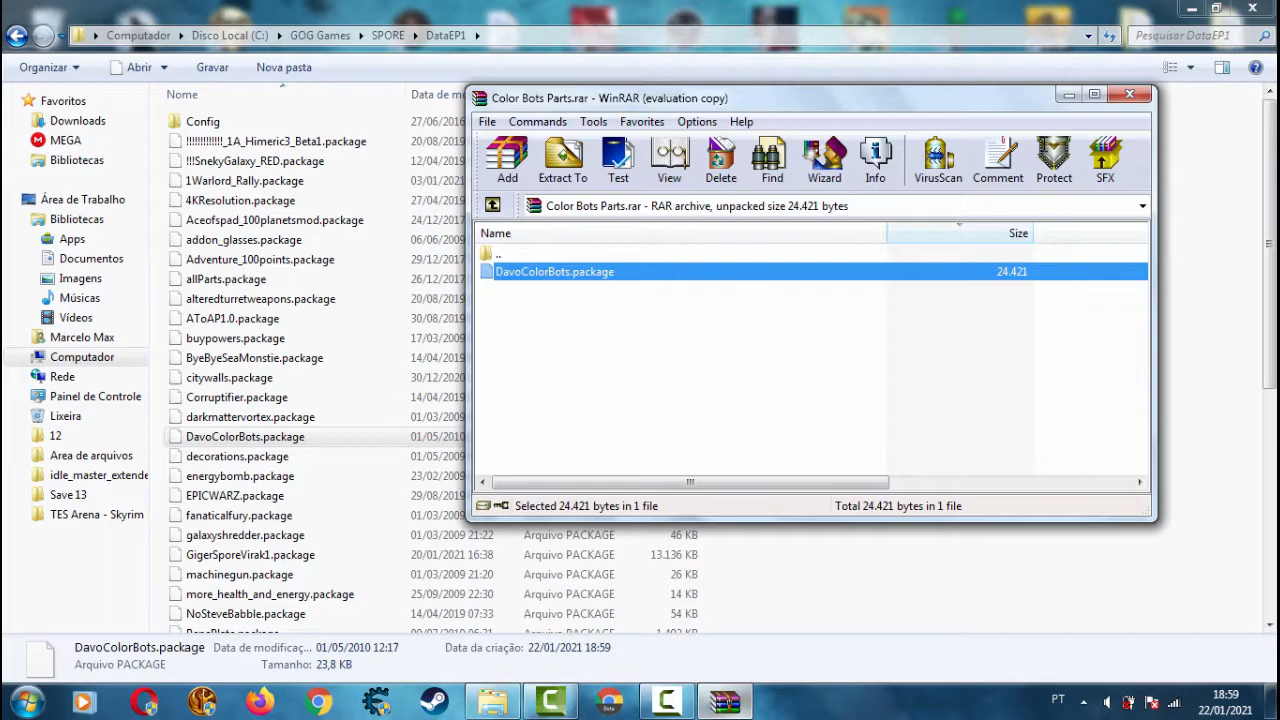 Computador ▸ Disco Local (C:) ▸ GOG Games ▸ SPORE ▸ DataEP1 ▸
Pesquisar DataEP1
Organizar Abrir Gravar Nova pasta
Favoritos
Downloads
MEGA
Bibliotecas
Área de Trabalho
Bibliotecas
Apps
Documentos
Imagens
Músicas
Vídeos
Marcelo Max
Computador
Rede
Painel de Controle
Lixeira
12
Area de arquivos
idle_master_extende
Save 13
TES Arena - Skyrim
Nome Data de m
Config 27/06/2016
!!!!!!!!!!!!!_1A_Himeric3_Beta1.package 20/08/2019
!!!SnekyGalaxy_RED.package 12/04/2019
1Warlord_Rally.package 03/01/2021
4KResolution.package 20/08/2019
Aceofspad_100planetsmod.package 24/12/2017
addon_glasses.package 06/06/2009
Adventure_100points.package 26/12/2017
allParts.package 26/12/2017
alteredturretweapons.package 20/08/2019
AToAP1.0.package 30/08/2019
buypowers.package 17/03/2009
ByeByeSeaMonstie.package 14/04/2019
citywalls.package 30/12/2020
Corruptifier.package 14/04/2019
darkmattervortex.package 01/03/2009
DavoColorBots.package 01/05/2010
decorations.package 01/05/2009
energybomb.package 23/02/2009
EPICWARZ.package 29/08/2019
fanaticalfury.package 01/03/2009
galaxyshredder.package 01/03/2009 21:22 Arquivo PACKAGE 46 KB
GigerSporeVirak1.package 20/01/2021 16:38 Arquivo PACKAGE 13.136 KB
machinegun.package 01/03/2009 21:20 Arquivo PACKAGE 26 KB
more_health_and_energy.package 25/09/2009 22:30 Arquivo PACKAGE 14 KB
NoSteveBabble.package 14/04/2019 07:33 Arquivo PACKAGE 54 KB
Color Bots Parts.rar - WinRAR (evaluation copy)
File Commands Tools Favorites Options Help
Add Extract To Test View Delete Find Wizard Info VirusScan Comment Protect SFX
Color Bots Parts.rar - RAR archive, unpacked size 24.421 bytes
Name Size
..
DavoColorBots.package 24.421
Selected 24.421 bytes in 1 file Total 24.421 bytes in 1 file
DavoColorBots.package Data de modificaç... 01/05/2010 12:17 Data da criação: 22/01/2021 18:59
Arquivo PACKAGE Tamanho: 23,8 KB
PT
18:59
22/01/2021